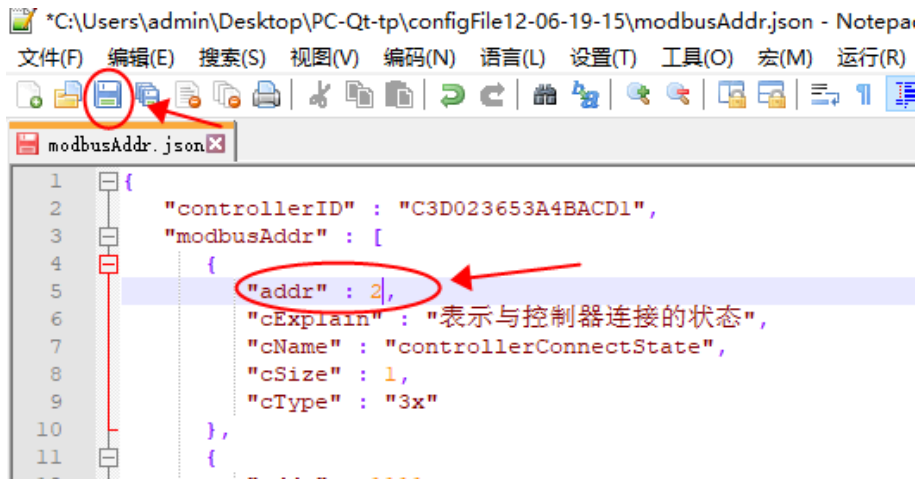 *C:\Users\admin\Desktop\PC-Qt-tp\configFile12-06-19-15\modbusAddr.json - Notepa
文件(F) 编辑(E) 搜索(S) 视图(V) 编码(N) 语言(L) 设置(T) 工具(O) 宏(M) 运行(R)
modbusAddr.json
1 {
2 "controllerID" : "C3D023653A4BACD1",
3 "modbusAddr" : [
4 {
5 "addr" : 2,
6 "cExplain" : "表示与控制器连接的状态",
7 "cName" : "controllerConnectState",
8 "cSize" : 1,
9 "cType" : "3x"
10 },
11 {